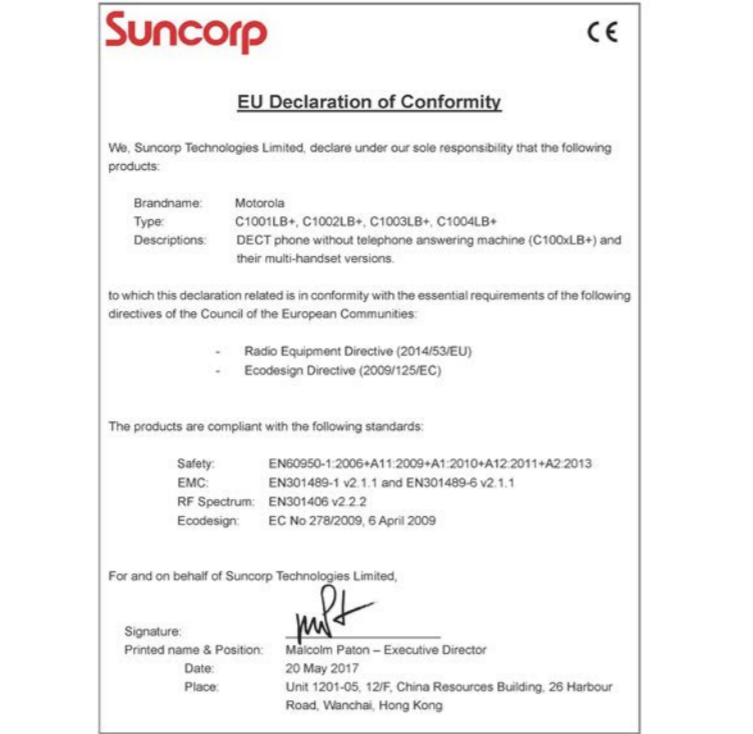 Suncorp
CE
EU Declaration of Conformity
We, Suncorp Technologies Limited, declare under our sole responsibility that the following
products:
Brandname: Motorola
Type: C1001LB+, C1002LB+, C1003LB+, C1004LB+
Descriptions: DECT phone without telephone answering machine (C100xLB+) and
their multi-handset versions.
to which this declaration related is in conformity with the essential requirements of the following
directives of the Council of the European Communities:
- Radio Equipment Directive (2014/53/EU)
- Ecodesign Directive (2009/125/EC)
The products are compliant with the following standards:
Safety: EN60950-1:2006+A11:2009+A1:2010+A12:2011+A2:2013
EMC: EN301489-1 v2.1.1 and EN301489-6 v2.1.1
RF Spectrum: EN301406 v2.2.2
Ecodesign: EC No 278/2009, 6 April 2009
For and on behalf of Suncorp Technologies Limited,
Signature:
Printed name & Position: Malcolm Paton – Executive Director
Date: 20 May 2017
Place: Unit 1201-05, 12/F, China Resources Building, 26 Harbour
Road, Wanchai, Hong Kong